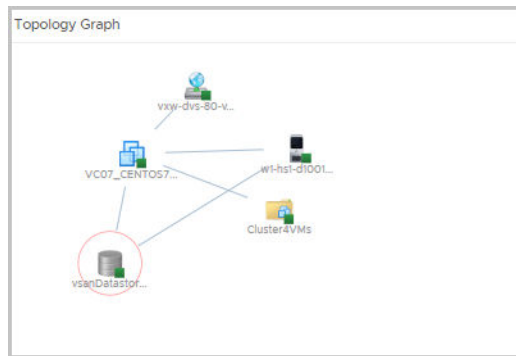 Topology Graph
vxw-dvs-80-v...
VC07_CENTOS7...
w1-hs1-d1001...
Cluster4VMs
vsanDatastor...